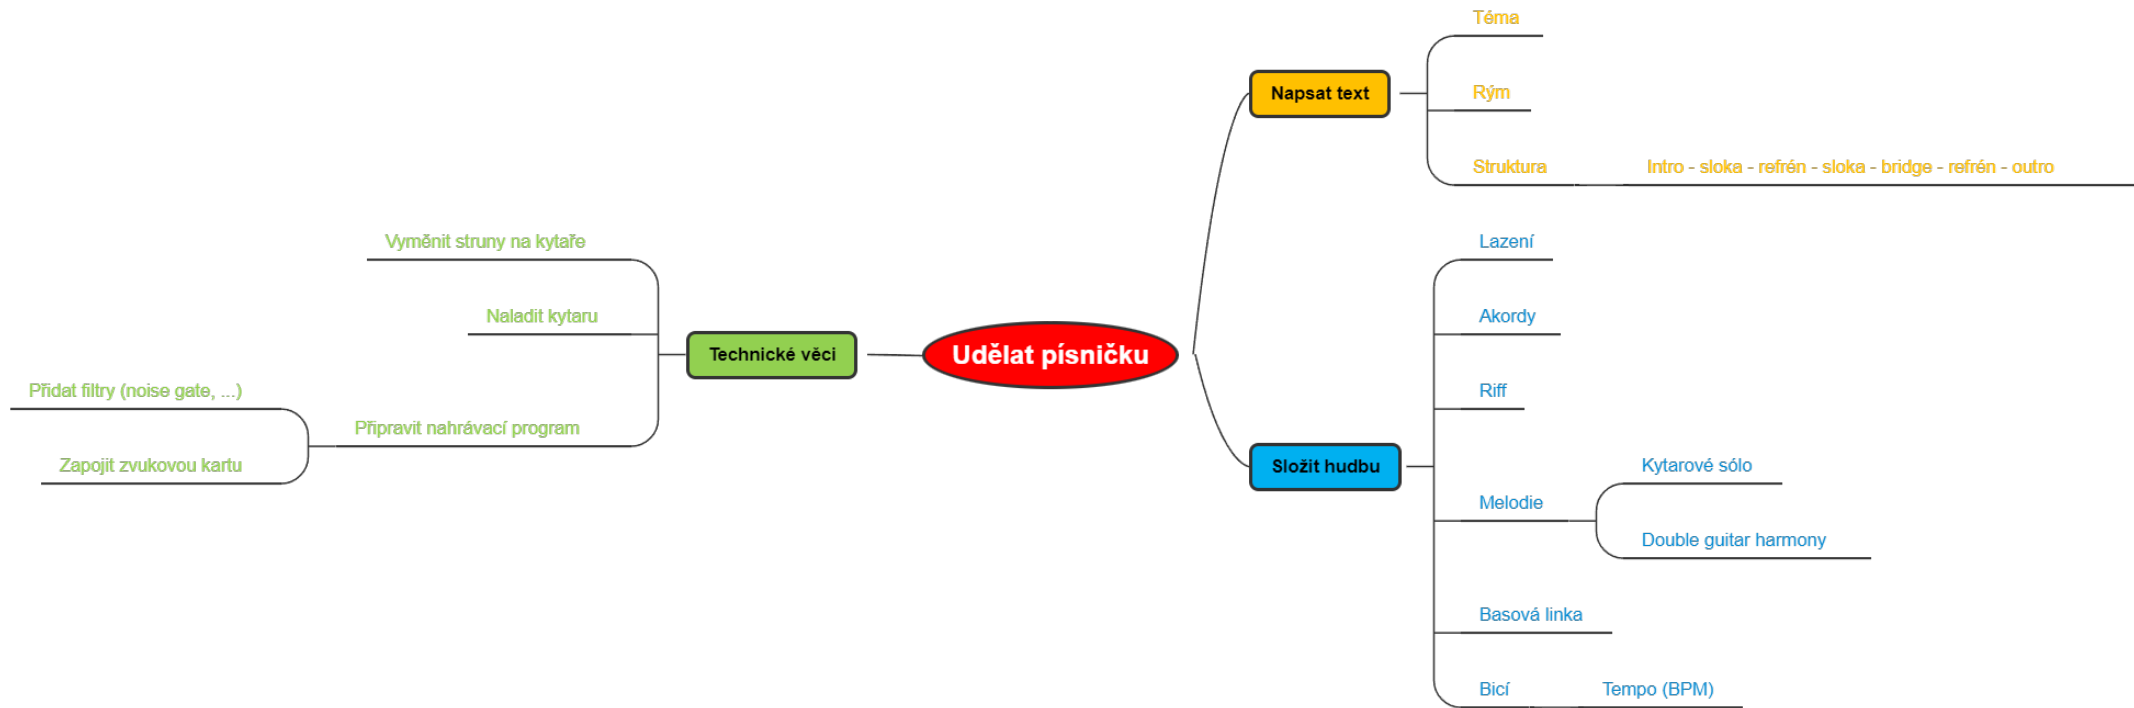 Udělat písničku
Napsat text
Téma
Rým
Struktura
Intro - sloka - refrén - sloka - bridge - refrén - outro
Složit hudbu
Lazení
Akordy
Riff
Melodie
Kytarové sólo
Double guitar harmony
Basová linka
Bicí
Tempo (BPM)
Technické věci
Vyměnit struny na kytaře
Naladit kytaru
Připravit nahrávací program
Přidat filtry (noise gate, ...)
Zapojit zvukovou kartu